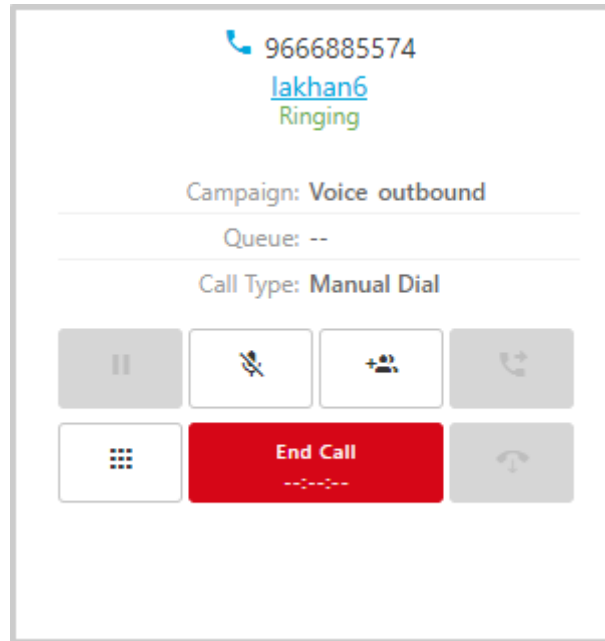 9666885574
lakhan6
Ringing
Campaign: Voice outbound
Queue: --
Call Type: Manual Dial
End Call
--:--:--